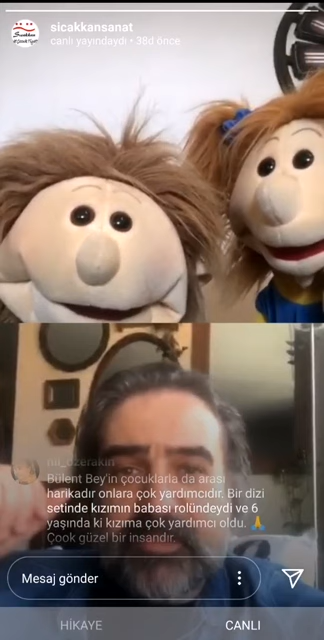 sicakkansanat
canlı yayındaydı • 38d önce
Sıcakkan
nil_ozerakin
Bülent Bey'in çocuklarla da arası
harikadır onlara çok yardımcıdır. Bir dizi
setinde kızımın babası rolündeydi ve 6
yaşında ki kızıma çok yardımcı oldu. 🙏
Çook güzel bir insandır.
Mesaj gönder
HİKAYE
CANLI